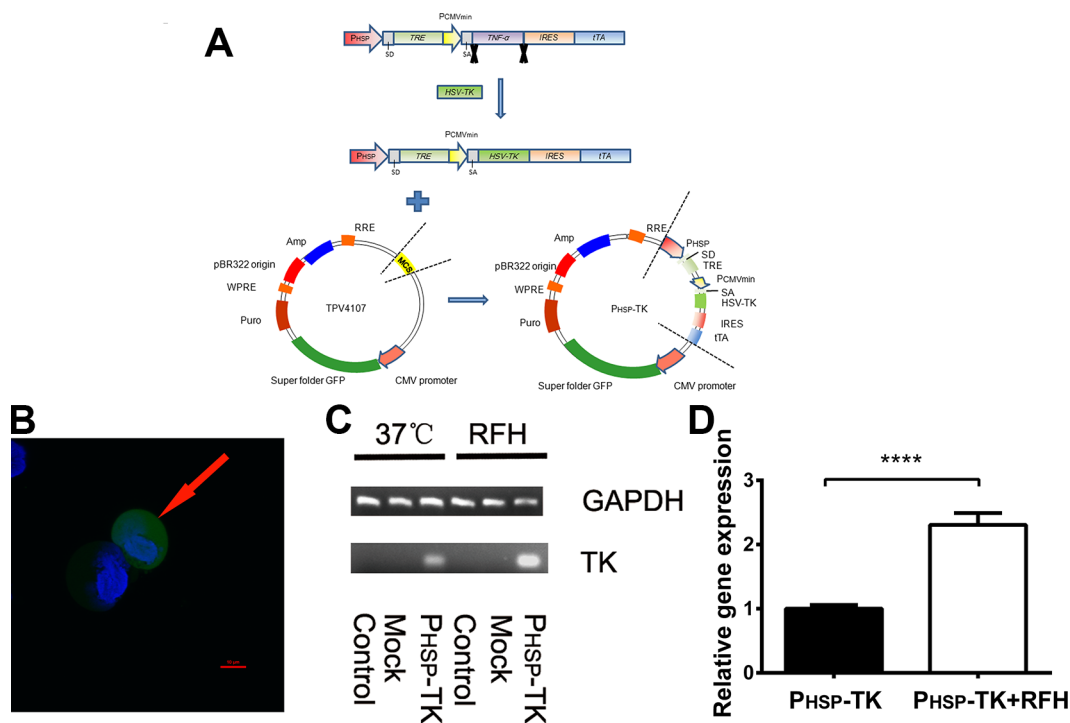 A
PCMVmin
PHSP
TRE
TNF-α
IRES
tTA
SD
SA
HSV-TK
PCMVmin
PHSP
TRE
HSV-TK
IRES
tTA
SD
SA
RRE
Amp
MCS
pBR322 origin
WPRE
TPV4107
Puro
Super folder GFP
CMV promoter
RRE
PHSP
Amp
SD
TRE
pBR322 origin
PCMVmin
WPRE
SA
HSV-TK
PHSP-TK
Puro
IRES
tTA
Super folder GFP
CMV promoter
B
C
37℃ RFH
GAPDH
TK
Control
Mock
PHSP-TK
Control
Mock
PHSP-TK
D
Relative gene expression
3
2
1
0
****
PHSP-TK
PHSP-TK+RFH